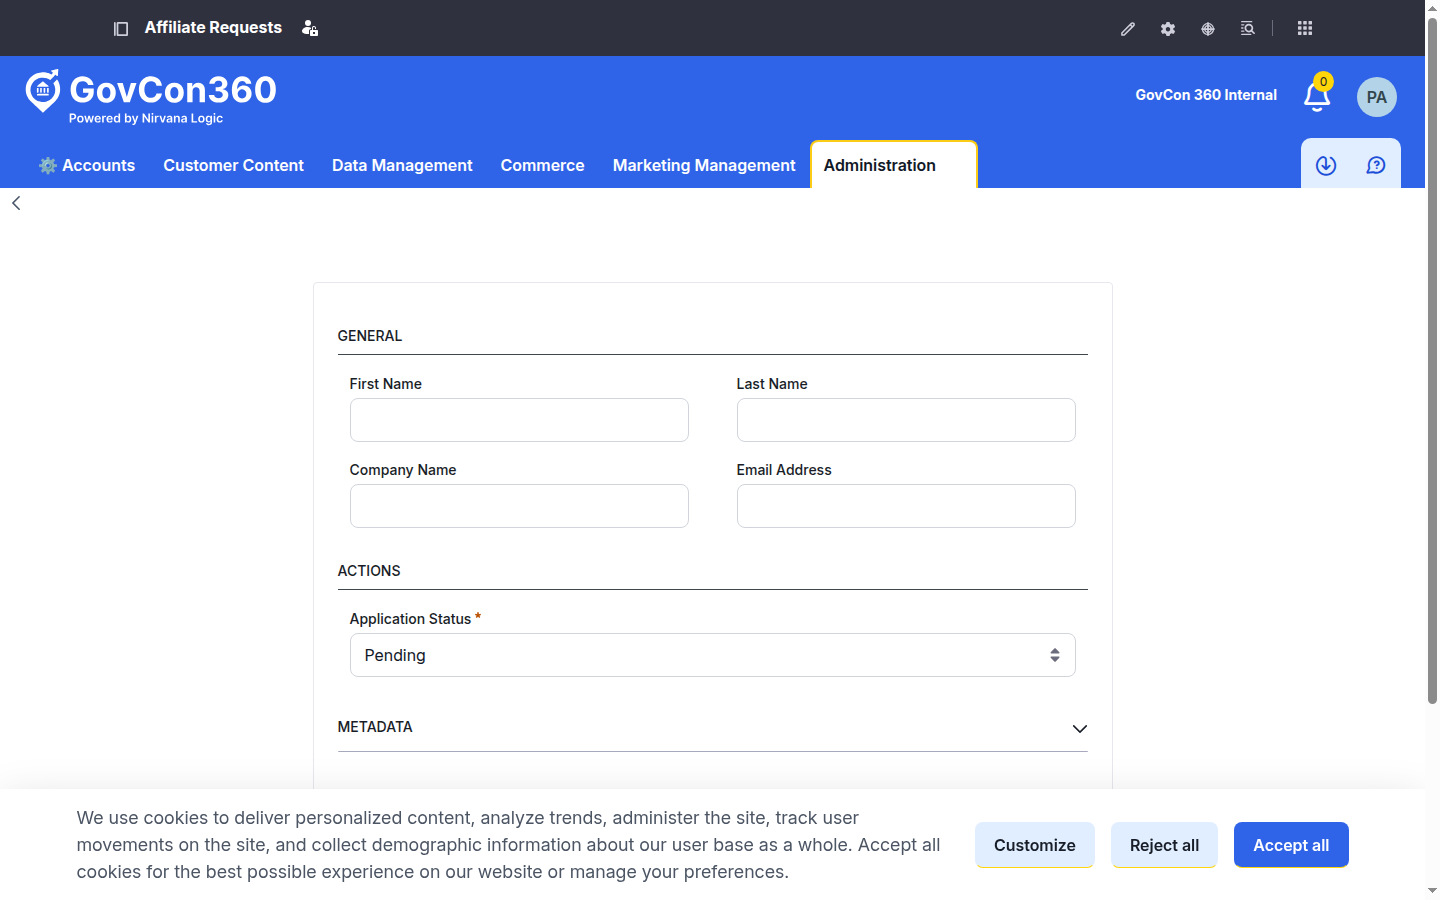 Affiliate Requests
GovCon360
Powered by Nirvana Logic
GovCon 360 Internal
0
PA
Accounts
Customer Content
Data Management
Commerce
Marketing Management
Administration
GENERAL
First Name
Last Name
Company Name
Email Address
ACTIONS
Application Status *
Pending
METADATA
We use cookies to deliver personalized content, analyze trends, administer the site, track user
movements on the site, and collect demographic information about our user base as a whole. Accept all
cookies for the best possible experience on our website or manage your preferences.
Customize
Reject all
Accept all